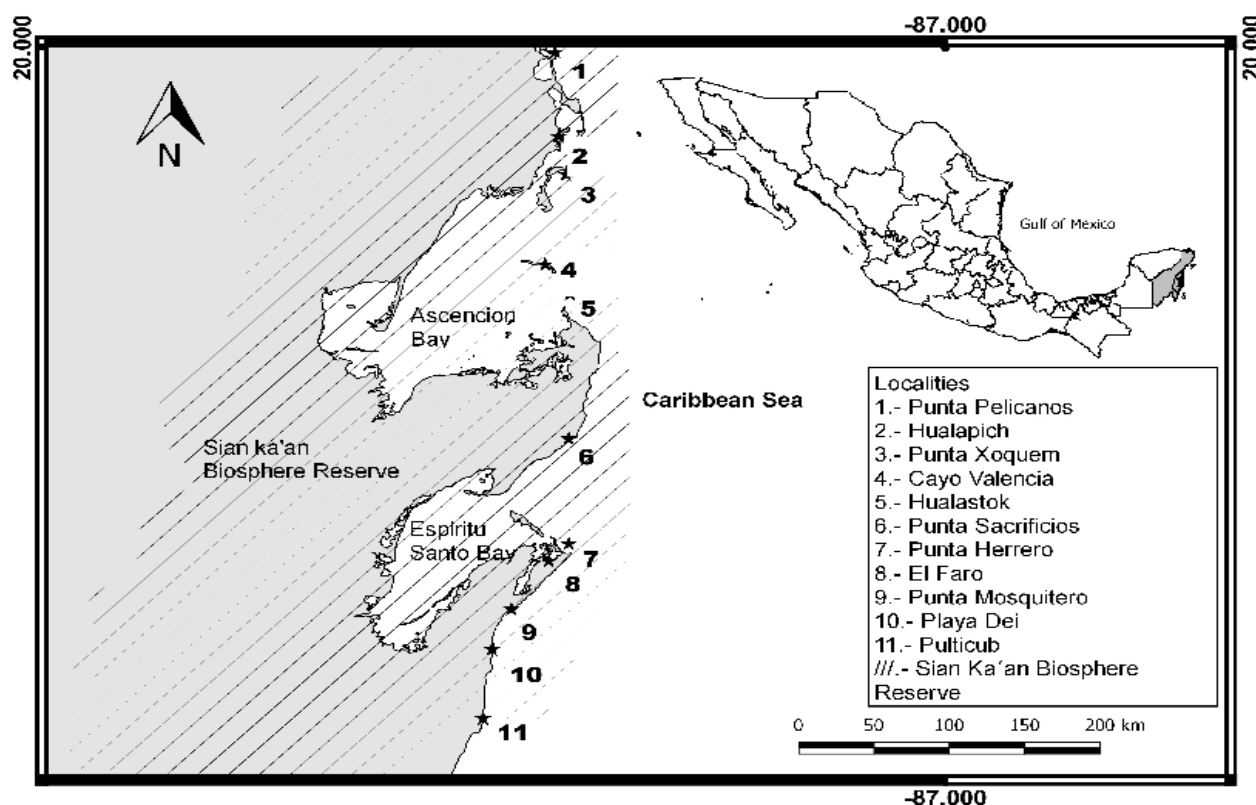 -87.000
20.000
20.000
N
1
2
3
4
5
Ascencion
Bay
Gulf of Mexico
Caribbean Sea
Sian ka'an
Biosphere Reserve
6
Espiritu
Santo Bay
7
8
9
10
11
Localities
1.- Punta Pelicanos
2.- Hualapich
3.- Punta Xoquem
4.- Cayo Valencia
5.- Hualastok
6.- Punta Sacrificios
7.- Punta Herrero
8.- El Faro
9.- Punta Mosquitero
10.- Playa Dei
11.- Pulticub
///.- Sian Ka´an Biosphere
Reserve
0 50 100 150 200 km
-87.000